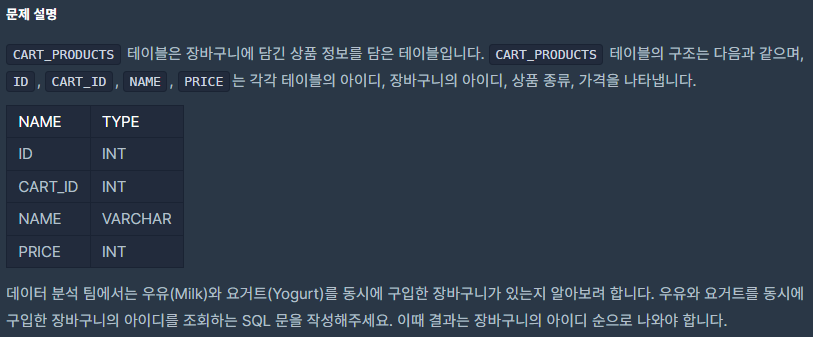 문제 설명
CART_PRODUCTS 테이블은 장바구니에 담긴 상품 정보를 담은 테이블입니다. CART_PRODUCTS 테이블의 구조는 다음과 같으며,
ID, CART_ID, NAME, PRICE는 각각 테이블의 아이디, 장바구니의 아이디, 상품 종류, 가격을 나타냅니다.
NAME TYPE
ID INT
CART_ID INT
NAME VARCHAR
PRICE INT
데이터 분석 팀에서는 우유(Milk)와 요거트(Yogurt)를 동시에 구입한 장바구니가 있는지 알아보려 합니다. 우유와 요거트를 동시에
구입한 장바구니의 아이디를 조회하는 SQL 문을 작성해주세요. 이때 결과는 장바구니의 아이디 순으로 나와야 합니다.